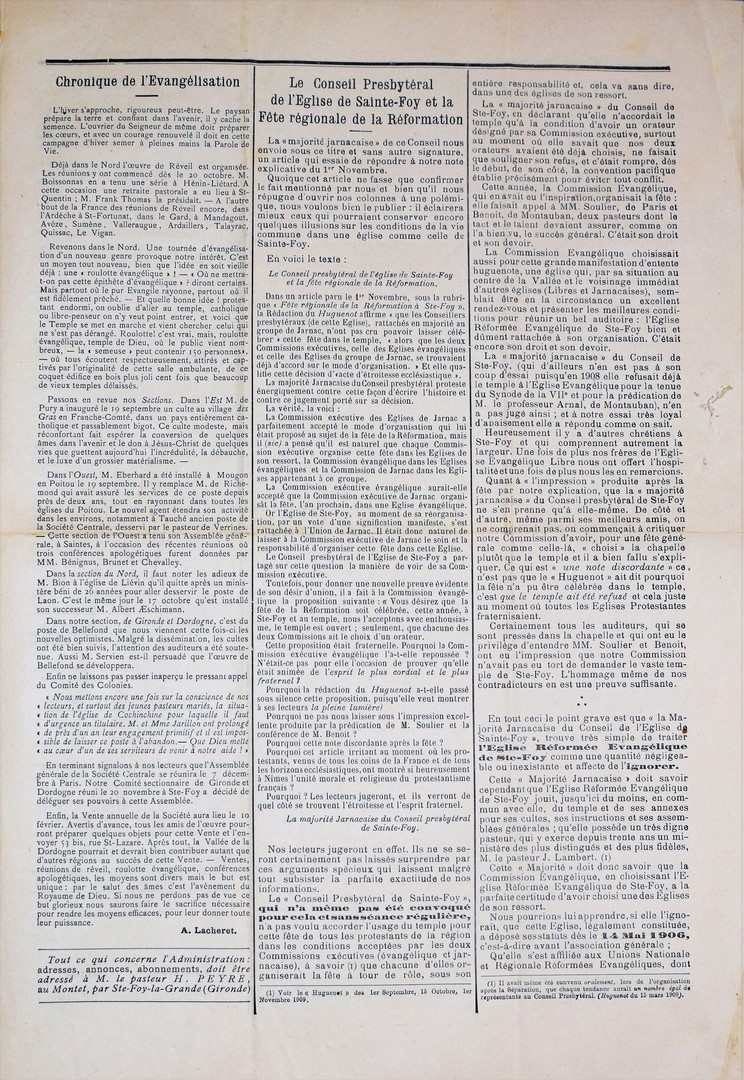 Chronique de l'Evangélisation
L'hiver s'approche, rigoureux peut-être. Le paysan
prépare la terre et confiant dans l'avenir, il y cache la
semence. L'ouvrier du Seigneur de même doit préparer
les cœurs, et avec un courage renouvelé il doit en cette
campagne d'hiver semer à pleines mains la Parole de
Vie.
Déjà dans le Nord l'œuvre de Réveil est organisée.
Les réunions y ont commencé dès le 20 octobre. M.
Boissonnas en a tenu une série à Hénin-Liétard. A
cette occasion une retraite pastorale a eu lieu à St-
Quentin ; M. Frank Thomas la présidait. — A l'autre
bout de la France des réunions de Réveil encore, dans
l'Ardèche à St-Fortunat, dans le Gard, à Mandagout,
Avèze, Sumène, Valleraugue, Ardaillers, Talayrac,
Quissac, Le Vigan.
Revenons dans le Nord. Une tournée d'évangélisa-
tion d'un nouveau genre provoque notre intérêt. C'est
un moyen tout nouveau, bien que l'idée en soit vieille
déjà : une « roulotte évangélique » ! — « Où ne mettra-
t-on pas cette épithète d'évangélique » ? diront certains.
Mais partout où le pur Evangile rayonne, partout où il
est fidèlement prêché. — Et quelle bonne idée ! protes-
tant endormi, on oublie d'aller au temple, catholique
ou libre-penseur on n'y veut point entrer, et voici que
le Temple se met en marche et vient chercher celui qui
ne s'est pas dérangé. Roulotte! c'est vrai, mais, roulotte
évangélique, temple de Dieu, où le public vient nom-
breux, — la « semeuse » peut contenir 150 personnes»,
— où tous écoutent respectueusement, attirés et cap-
tivés par l'originalité de cette salle ambulante, de ce
coquet édifice en bois plus joli cent fois que beaucoup
de vieux temples délaissés.
Passons en revue nos Sections. Dans l'Est M. de
Pury a inauguré le 19 septembre un culte au village des
Gras en Franche-Comté, dans un pays entièrement ca-
tholique et passablement bigot. Ce culte modeste, mais
réconfortant fait espérer la conversion de quelques
âmes dans l'avenir et le don à Jésus-Christ de quelques
vies que guettent aujourd'hui l'incrédulité, la débauche,
et le luxe d'un grossier matérialisme. —
Dans l'Ouest, M. Eberhard a été installé à Mougon
en Poitou le 19 septembre. Il y remplace M. de Riche-
mond qui avait assuré les services de ce poste depuis
près de deux ans, tout en rayonnant dans toutes les
églises du Poitou. Le nouvel agent étendra son activité
dans les environs, notamment à Tauché ancien poste de
la Société Centrale, desservi par le pasteur de Verrines.
— Cette section de l'Ouest a tenu son Assemblée géné-
rale, à Saintes, à l'occasion des récentes réunions où
trois conférences apologétiques furent données par
MM. Bénignus, Brunet et Chevalley.
Dans la section du Nord, il faut noter les adieux de
M. Bion à l'église de Liévin qu'il quitte après un minis-
tère béni de 26 années pour aller desservir le poste de
Laon. C'est le même jour le 17 octobre qu'est installé
son successeur M. Albert Æschimann.
Dans notre section, de Gironde et Dordogne, c'est du
poste de Bellefond que nous viennent cette fois-ci les
nouvelles optimistes. Malgré la dissémination, les cultes
ont été bien suivis, l'attention des auditeurs a été soute-
nue. Aussi M. Servien est-il persuadé que l'œuvre de
Bellefond se développera.
Enfin ne laissons pas passer inaperçu le pressant appel
du Comité des Colonies.
« Nous mettons encore une fois sur la conscience de nos
« lecteurs, et surtout des jeunes pasteurs mariés, la situa-
« tion de l'église de Cochinchine pour laquelle il faut
« d'urgence un titulaire. M. et Mme Jarillon ont prolongé
« de près d'un an leur engagement primitif et il est impos-
« sible de laisser ce poste à l'abandon.— Que Dieu mette
« au cœur d'un de ses serviteurs de venir à notre aide ! »
En terminant signalons à nos lecteurs que l'Assemblée
générale de la Société Centrale se réunira le 7 décem-
bre à Paris. Notre Comité sectionnaire de Gironde et
Dordogne réuni le 20 novembre à Ste-Foy a décidé de
déléguer ses pouvoirs à cette Assemblée.
Enfin, la Vente annuelle de la Société aura lieu le 10
février. Avertis d'avance, tous les amis de l'œuvre pour-
ront préparer quelques objets pour cette Vente et l'en-
voyer 53 bis, rue St-Lazare. Après tout, la Vallée de la
Dordogne pourrait et devrait bien contribuer autant que
d'autres régions au succès de cette Vente. — Ventes,
réunions de réveil, roulotte évangélique, conférences
apologétiques, les moyens sont divers mais le but est
unique : par le salut des âmes c'est l'avènement du
Royaume de Dieu. Si nous ne perdons pas de vue ce
but glorieux nous saurons faire le sacrifice nécessaire
pour rendre les moyens efficaces, pour leur donner toute
leur puissance.
A. Lacheret.
Tout ce qui concerne l'Administration :
adresses, annonces, abonnements, doit être
adressé à M. le pasteur H. PEYRE,
au Montet, par Ste-Foy-la-Grande (Gironde)
Le Conseil Presbytéral
de l'Eglise de Sainte-Foy et la
Fête régionale de la Réformation
La « majorité jarnacaise » de ce Conseil nous
envoie sous ce titre et sans autre signature,
un article qui essaie de répondre à notre note
explicative du 1er Novembre.
Quoique cet article ne fasse que confirmer
le fait mentionné par nous et bien qu'il nous
répugne d'ouvrir nos colonnes à une polémi-
que, nous voulons bien le publier : il éclairera
mieux ceux qui pourraient conserver encore
quelques illusions sur les conditions de la vie
commune dans une église comme celle de
Sainte-Foy.
En voici le texte :
Le Conseil presbytéral de l'église de Sainte-Foy
et la fête régionale de la Réformation.
Dans un article paru le 1er Novembre, sous la rubri-
que « Fête régionale de la Réformation à Ste-Foy »,
la Rédaction du Huguenot affirme « que les Conseillers
presbytéraux (de cette Eglise), rattachés en majorité au
groupe de Jarnac, n'ont pas cru pouvoir laisser célé-
brer » cette fête dans le temple, « alors que les deux
Commissions exécutives, celle des Eglises évangéliques
et celle des Eglises du groupe de Jarnac, se trouvaient
déjà d'accord sur le mode d'organisation. » Et elle qua-
lifie cette décision d'«acte d'étroitesse ecclésiastique ».
La majorité Jarnacaise du Conseil presbytéral proteste
énergiquement contre cette façon d'écrire l'histoire et
contre ce jugement porté sur sa décision.
La vérité, la voici :
La Commission exécutive des Eglises de Jarnac a
parfaitement accepté le mode d'organisation qui lui
était proposé au sujet de la fête de la Réformation, mais
il (sic) a pensé qu'il est naturel que chaque Commis-
sion exécutive organise cette fête dans les Eglises de
son ressort, la Commission évangélique dans les Eglises
évangéliques et la Commission de Jarnac dans les Egli-
ses appartenant à ce groupe.
La Commission exécutive évangélique aurait-elle
accepté que la Commission exécutive de Jarnac organi-
sât la fête, l'an prochain, dans une Eglise évangélique.
Or l'Eglise de Ste-Foy, au moment de sa réorganisa-
tion, par un vote d'une signification manifeste, s'est
rattachée à l'Union de Jarnac. Il était donc naturel de
laisser à la Commission exécutive de Jarnac le soin et la
responsabilité d'organiser cette fête dans cette Eglise.
Le Conseil presbytéral de l'Eglise de Ste-Foy a par-
tagé sur cette question la manière de voir de sa Com-
mission exécutive.
Toutefois, pour donner une nouvelle preuve évidente
de son désir d'union, il a fait à la Commission évangé-
lique la proposition suivante : « Vous désirez que la
fête de la Réformation soit célébrée, cette année, à
Ste-Foy et au temple, nous l'acceptons avec enthousias-
me, le temple est ouvert ; seulement, que chacune des
deux Commissions ait le choix d'un orateur.
Cette proposition était fraternelle. Pourquoi la Com-
mission exécutive évangélique l'a-t-elle repoussée ?
N'était-ce pas pour elle l'occasion de prouver qu'elle
était animée de l'esprit le plus cordial et le plus
fraternel ?
Pourquoi la rédaction du Huguenot a-t-elle passé
sous silence cette proposition, puisqu'elle veut montrer
à ses lecteurs la pleine lumière?
Pourquoi ne pas nous laisser sous l'impression excel-
lente produite par la prédication de M. Soulier et la
conférence de M. Benoit ?
Pourquoi cette note discordante après la fête ?
Pourquoi cet article irritant au moment où les pro-
testants, venus de tous les coins de la France et de tous
les horizons ecclésiastiques, ont montré si heureusement
à Nimes l'unité morale et religieuse du protestantisme
français ?
Pourquoi ? Les lecteurs jugeront, et ils verront de
quel côté se trouvent l'étroitesse et l'esprit fraternel.
La majorité Jarnacaise du Conseil presbytéral
de Sainte-Foy.
Nos lecteurs jugeront en effet. Ils ne se se-
ront certainement pas laissés surprendre par
ces arguments spécieux qui laissent malgré
tout subsister la parfaite exactitude de nos
informations.
Le « Conseil Presbytéral de Sainte-Foy »,
qui n'a même pas été convoqué
pour cela et sans séance régulière,
n'a pas voulu accorder l'usage du temple pour
cette fête de tous les protestants de la région
dans les conditions acceptées par les deux
Commissions exécutives (évangélique et jar-
nacaise), à savoir (1) que chacune d'elles or-
ganiserait la fête à tour de rôle, sous son
(1) Voir le « Huguenot » des 1er Septembre, 15 Octobre, 1er
Novembre 1909.
entière responsabilité et, cela va sans dire,
dans une des églises de son ressort.
La « majorité jarnacaise » du Conseil de
Ste-Foy, en déclarant qu'elle n'accordait le
temple qu'à la condition d'avoir un orateur
désigné par sa Commission exécutive, surtout
au moment où elle savait que nos deux
orateurs avaient été déjà choisis, ne faisait
que souligner son refus, et c'était rompre, dès
le début, de son côté, la convention pacifique
établie précisément pour éviter tout conflit.
Cette année, la Commission Evangélique,
qui en avait eu l'inspiration, organisait la fête :
elle faisait appel à MM. Soulier, de Paris et
Benoit, de Montauban, deux pasteurs dont le
tact et le talent devaient assurer, comme on
l'a bien vu, le succès général. C'était son droit
et son devoir.
La Commission Evangélique choisissait
aussi pour cette grande manifestation d'entente
huguenote, une église qui, par sa situation au
centre de la Vallée et le voisinage immédiat
d'autres églises (Libres et Jarnacaises), sem-
blait être en la circonstance un excellent
rendez-vous et présenter les meilleures condi-
tions pour réunir un bel auditoire : l'Eglise
Réformée Evangélique de Ste-Foy bien et
dûment rattachée à son organisation. C'était
encore son droit et son devoir.
La « majorité jarnacaise » du Conseil de
Ste-Foy, (qui d'ailleurs n'en est pas à son
coup d'essai puisqu'en 1908 elle refusait déjà
le temple à l'Eglise Evangélique pour la tenue
du Synode de la VIIe et pour la prédication de
M. le professeur Arnal, de Montauban), n'en
a pas jugé ainsi ; et à notre essai très loyal
d'apaisement elle a répondu comme on sait.
Heureusement il y a d'autres chrétiens à
Ste-Foy et qui comprennent autrement la
largeur. Une fois de plus nos frères de l'Egli-
se Evangélique Libre nous ont offert l'hospi-
talité et une fois de plus nous les en remercions.
Quant à « l'impression » produite après la
fête par notre explication, que la « majorité
jarnacaise » du Conseil presbytéral de Ste-Foy
ne s'en prenne qu'à elle-même. De côté et
d'autre, même parmi ses meilleurs amis, on
ne comprenait pas, on commençait à critiquer
notre Commission d'avoir, pour une fête géné-
rale comme celle-là, « choisi » la chapelle
plutôt que le temple et il a bien fallu s'expli-
quer. Ce qui est « une note discordante » ce,
n'est pas que le « Huguenot » ait dit pourquoi
la fête n'a pu être célébrée dans le temple,
c'est que le temple ait été refusé et cela juste
au moment où toutes les Eglises Protestantes
fraternisaient.
Certainement tous les auditeurs, qui se
sont pressés dans la chapelle et qui ont eu le
privilège d'entendre MM. Soulier et Benoit,
ont eu l'impression que notre Commission
n'avait pas eu tort de demander le vaste tem-
ple de Ste-Foy. L'hommage même de nos
contradicteurs en est une preuve suffisante.
En tout ceci le point grave est que « la Ma-
jorité Jarnacaise du Conseil de l'Eglise de
Sainte-Foy », trouve très simple de traiter
l'Eglise Réformée Evangélique
de Ste-Foy comme une quantité négligea-
ble ou inexistante et affecte de l'ignorer.
Cette « Majorité Jarnacaise » doit savoir
cependant que l'Eglise Réformée Evangélique
de Ste-Foy jouit, jusqu'ici du moins, en com-
mun avec elle, du temple et de ses annexes
pour ses cultes, ses instructions et ses assem-
blées générales ; qu'elle possède un très digne
pasteur, qui y exerce depuis trente ans un mi-
nistère des plus distingués et des plus fidèles,
M. le pasteur J. Lambert. (1)
Cette « Majorité » doit donc savoir que la
Commission Evangélique, en choisissant l'E-
glise Réformée Evangélique de Ste-Foy, a la
parfaite certitude d'avoir choisi une des Eglises
de son ressort.
Nous pourrions lui apprendre, si elle l'igno-
rait, que cette Eglise, légalement constituée,
a déposé ses statuts dès le 14 Mai 1906,
c'est-à-dire avant l'association générale ;
Qu'elle s'est affiliée aux Unions Nationale
et Régionale Réformées Evangéliques, dont
(1) Il avait même été convenu oralement, lors de l'organisation
après la Séparation, que chaque tendance aurait un nombre égal de
représentants au Conseil Presbytéral. (Huguenot du 15 mars 1909).